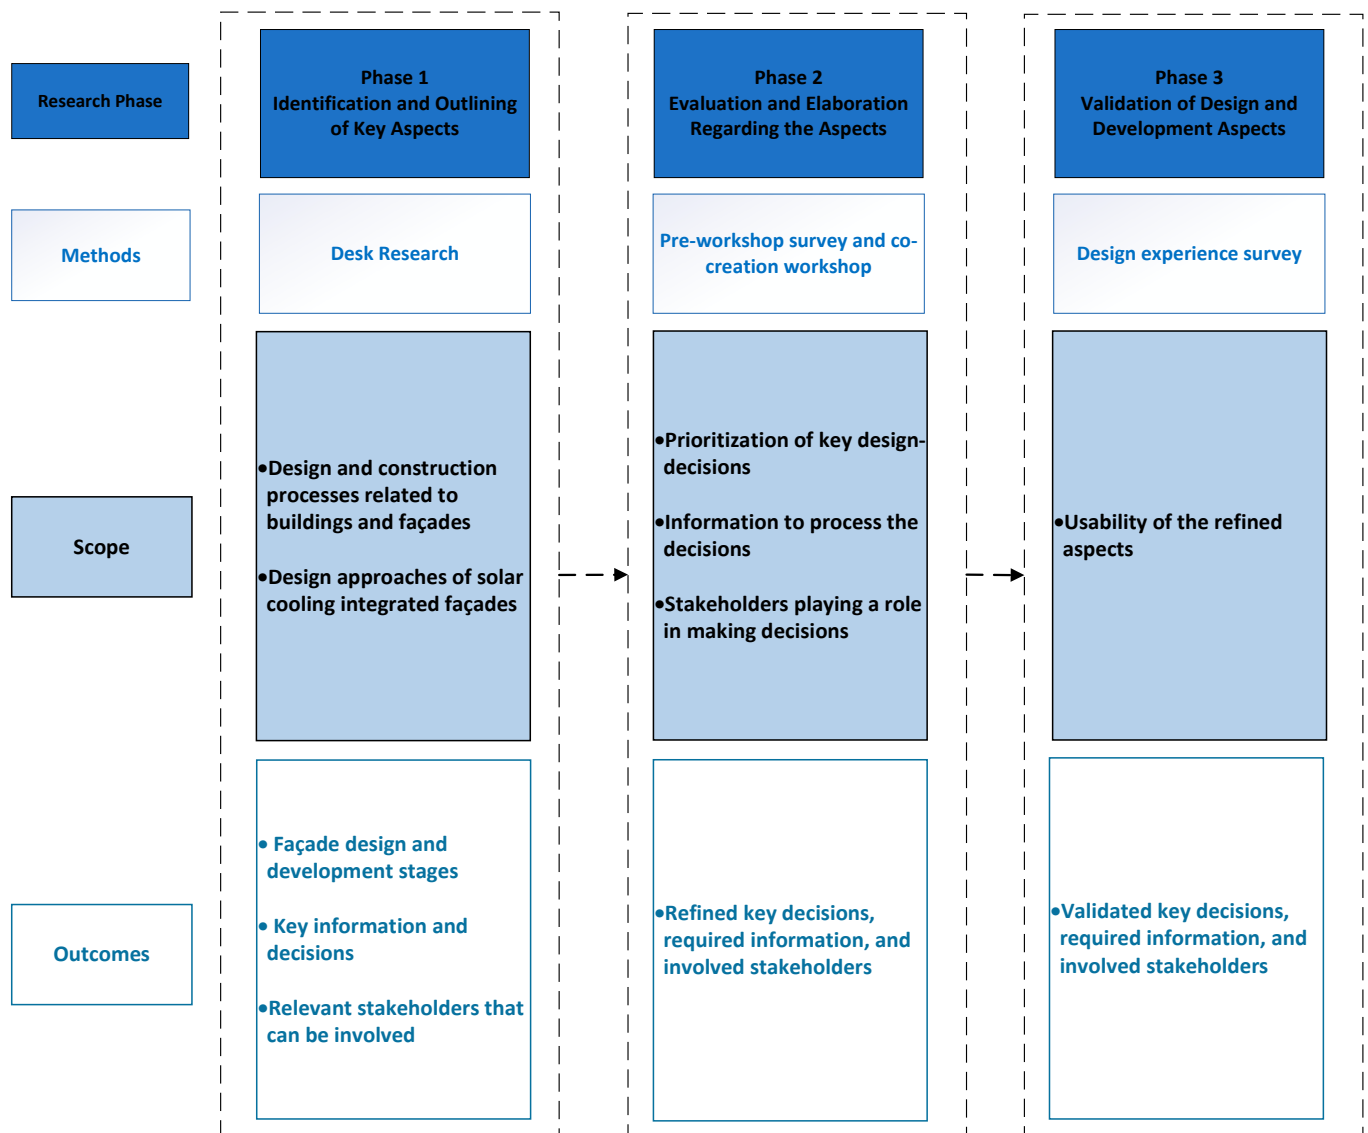 Research Phase
Phase 1
Identification and Outlining
of Key Aspects
Phase 2
Evaluation and Elaboration
Regarding the Aspects
Phase 3
Validation of Design and
Development Aspects
Methods
Desk Research
Pre-workshop survey and co-
creation workshop
Design experience survey
Scope
•Design and construction
processes related to
buildings and façades
•Design approaches of solar
cooling integrated façades
•Prioritization of key design-
decisions
•Information to process the
decisions
•Stakeholders playing a role
in making decisions
•Usability of the refined
aspects
Outcomes
• Façade design and
development stages
• Key information and
decisions
•Relevant stakeholders that
can be involved
•Refined key decisions,
required information, and
involved stakeholders
•Validated key decisions,
required information, and
involved stakeholders